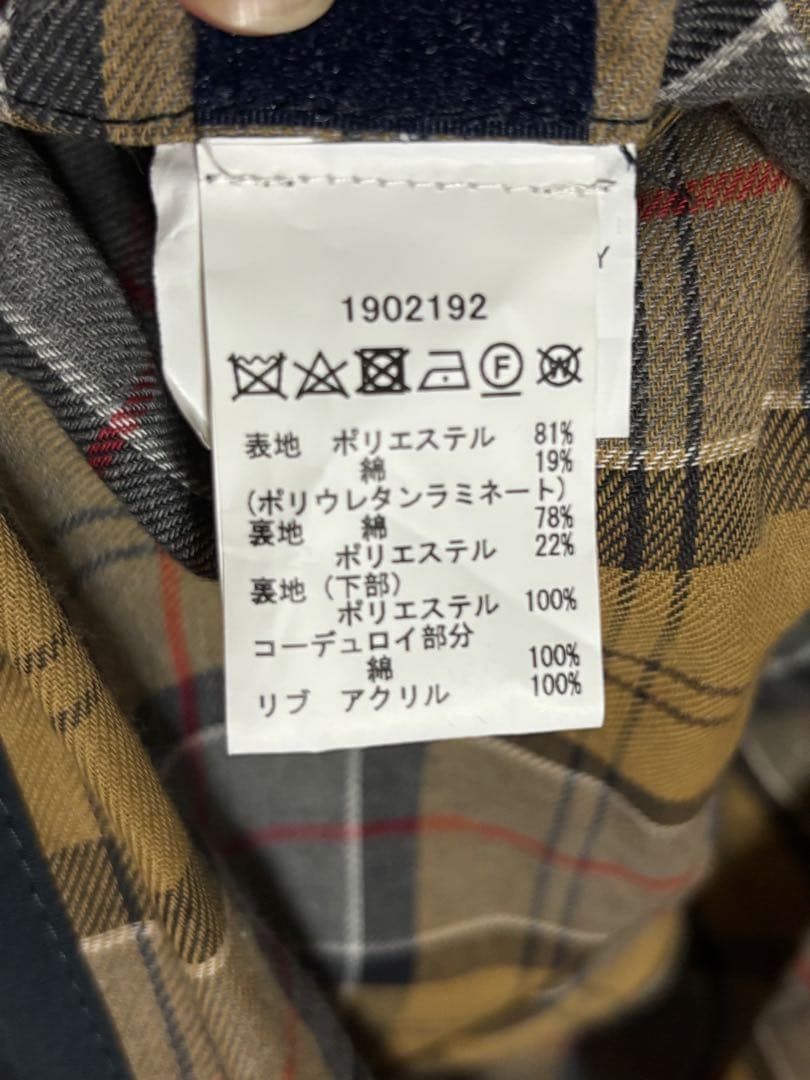 Y
1902192
F W
表地 ポリエステル 81%
綿 19%
(ポリウレタンラミネート)
裏地 綿 78%
ポリエステル 22%
裏地(下部)
ポリエステル 100%
コーデュロイ部分
綿 100%
リブ アクリル 100%